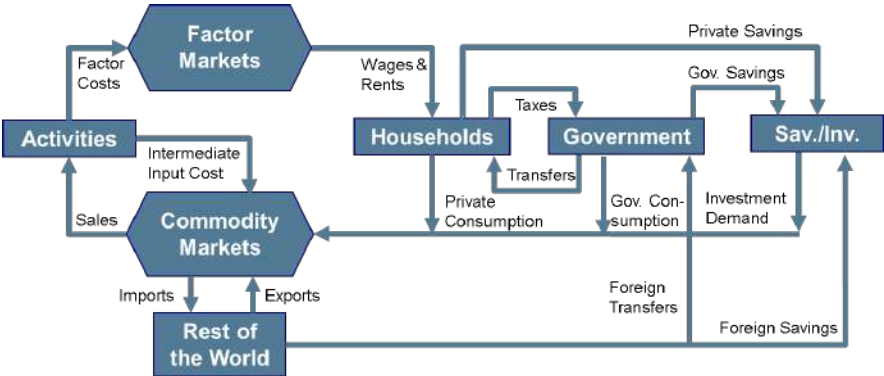 Factor
Markets
Private Savings
Factor
Costs
Wages &
Rents
Gov. Savings
Taxes
Activities
Households
Government
Sav./Inv.
Intermediate
Input Cost
Transfers
Sales
Commodity
Markets
Private
Consumption
Gov. Con-
sumption
Investment
Demand
Imports
Exports
Foreign
Transfers
Rest of
the World
Foreign Savings